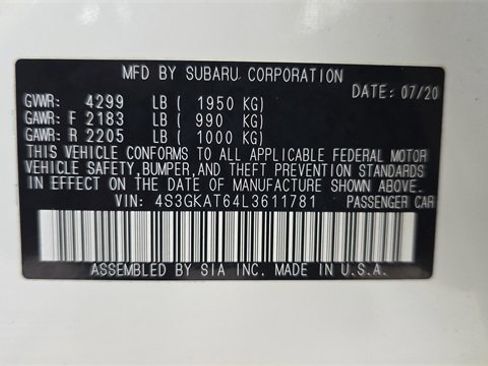 MFD BY SUBARU CORPORATION
DATE: 07/20
GVWR: 4299 LB ( 1950 KG)
GAWR: F 2183 LB ( 990 KG)
GAWR: R 2205 LB ( 1000 KG)
THIS VEHICLE CONFORMS TO ALL APPLICABLE FEDERAL MOTOR
VEHICLE SAFETY,BUMPER,AND THEFT PREVENTION STANDARDS
IN EFFECT ON THE DATE OF MANUFACTURE SHOWN ABOVE.
VIN: 4S3GKAT64L3611781 PASSENGER CAR
ASSEMBLED BY SIA INC. MADE IN U.S.A.